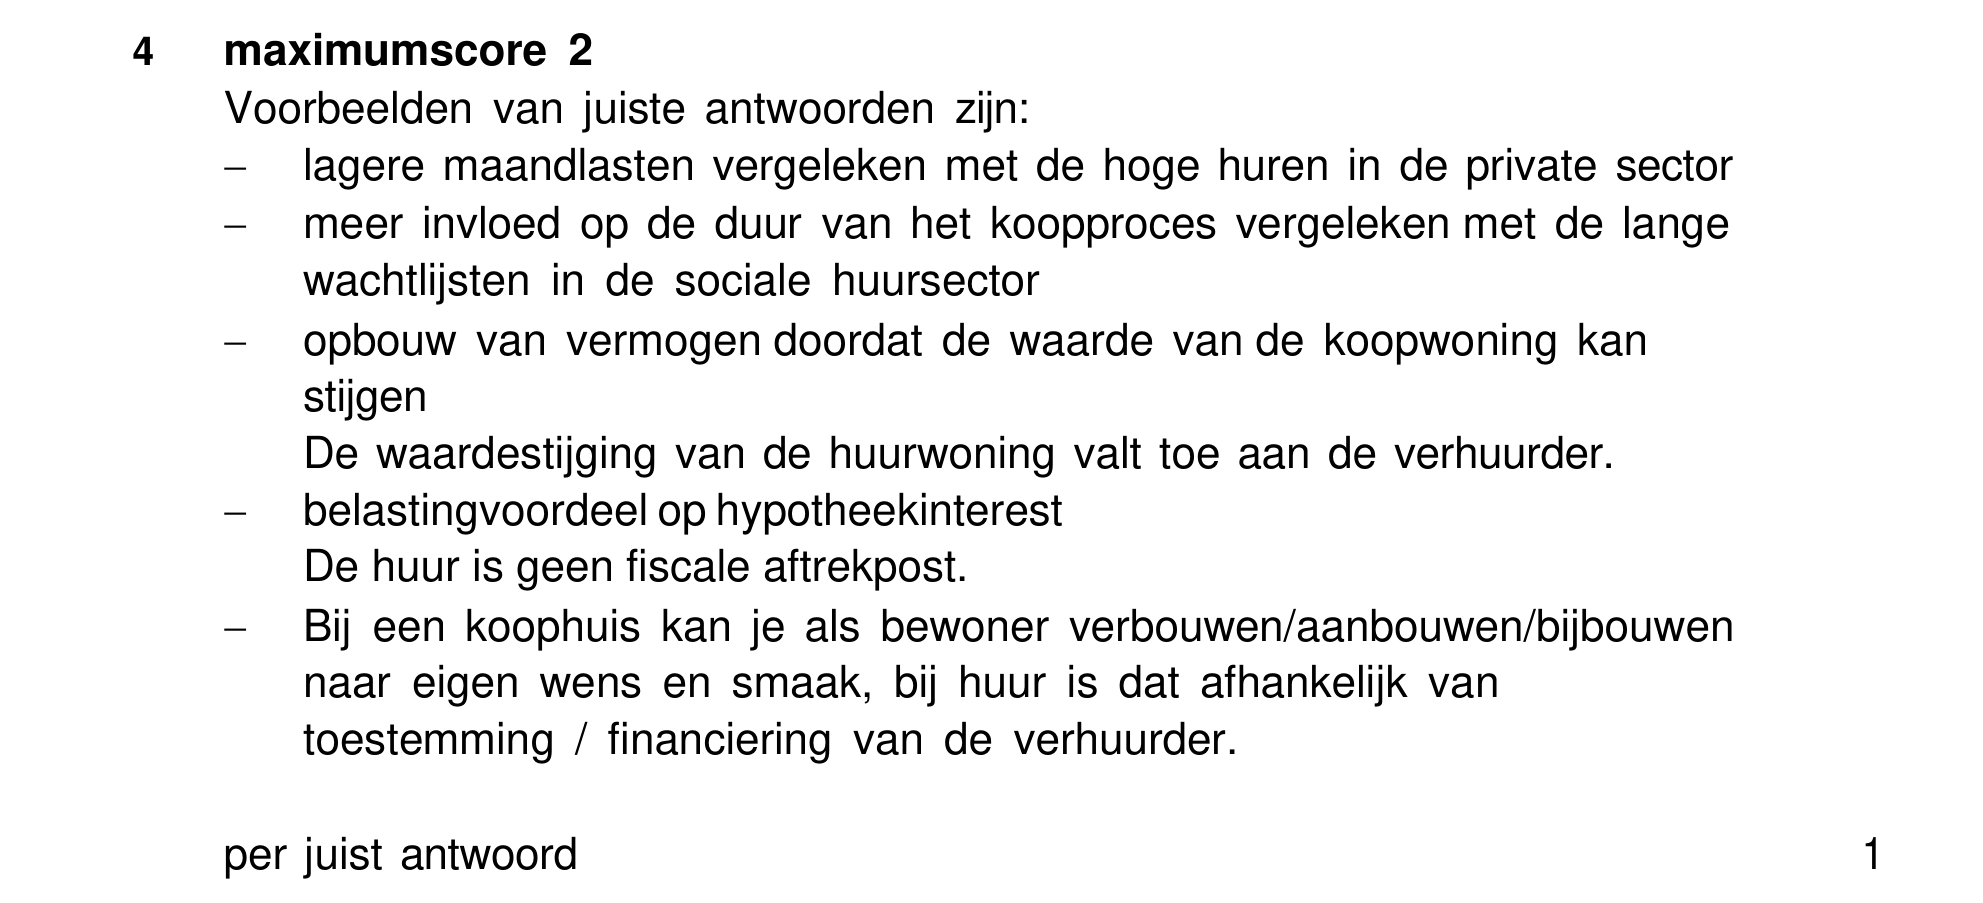 4 maximumscore 2
Voorbeelden van juiste antwoorden zijn:
− lagere maandlasten vergeleken met de hoge huren in de private sector
− meer invloed op de duur van het koopproces vergeleken met de lange
wachtlijsten in de sociale huursector
− opbouw van vermogen doordat de waarde van de koopwoning kan
stijgen
De waardestijging van de huurwoning valt toe aan de verhuurder.
− belastingvoordeel op hypotheekinterest
De huur is geen fiscale aftrekpost.
− Bij een koophuis kan je als bewoner verbouwen/aanbouwen/bijbouwen
naar eigen wens en smaak, bij huur is dat afhankelijk van
toestemming / financiering van de verhuurder.
per juist antwoord 1